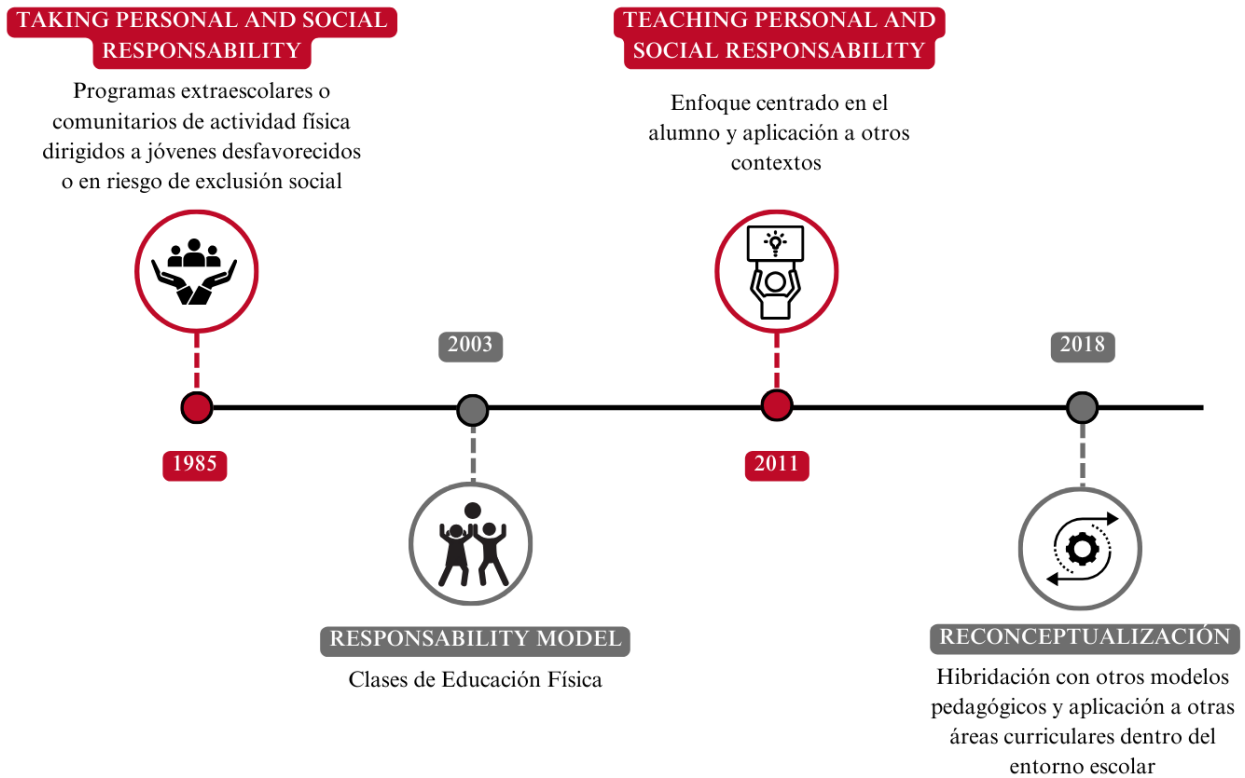 TAKING PERSONAL AND SOCIAL
RESPONSABILITY
Programas extraescolares o
comunitarios de actividad física
dirigidos a jóvenes desfavorecidos
o en riesgo de exclusión social
1985
2003
RESPONSABILITY MODEL
Clases de Educación Física
TEACHING PERSONAL AND
SOCIAL RESPONSABILITY
Enfoque centrado en el
alumno y aplicación a otros
contextos
2011
2018
RECONCEPTUALIZACIÓN
Hibridación con otros modelos
pedagógicos y aplicación a otras
áreas curriculares dentro del
entorno escolar